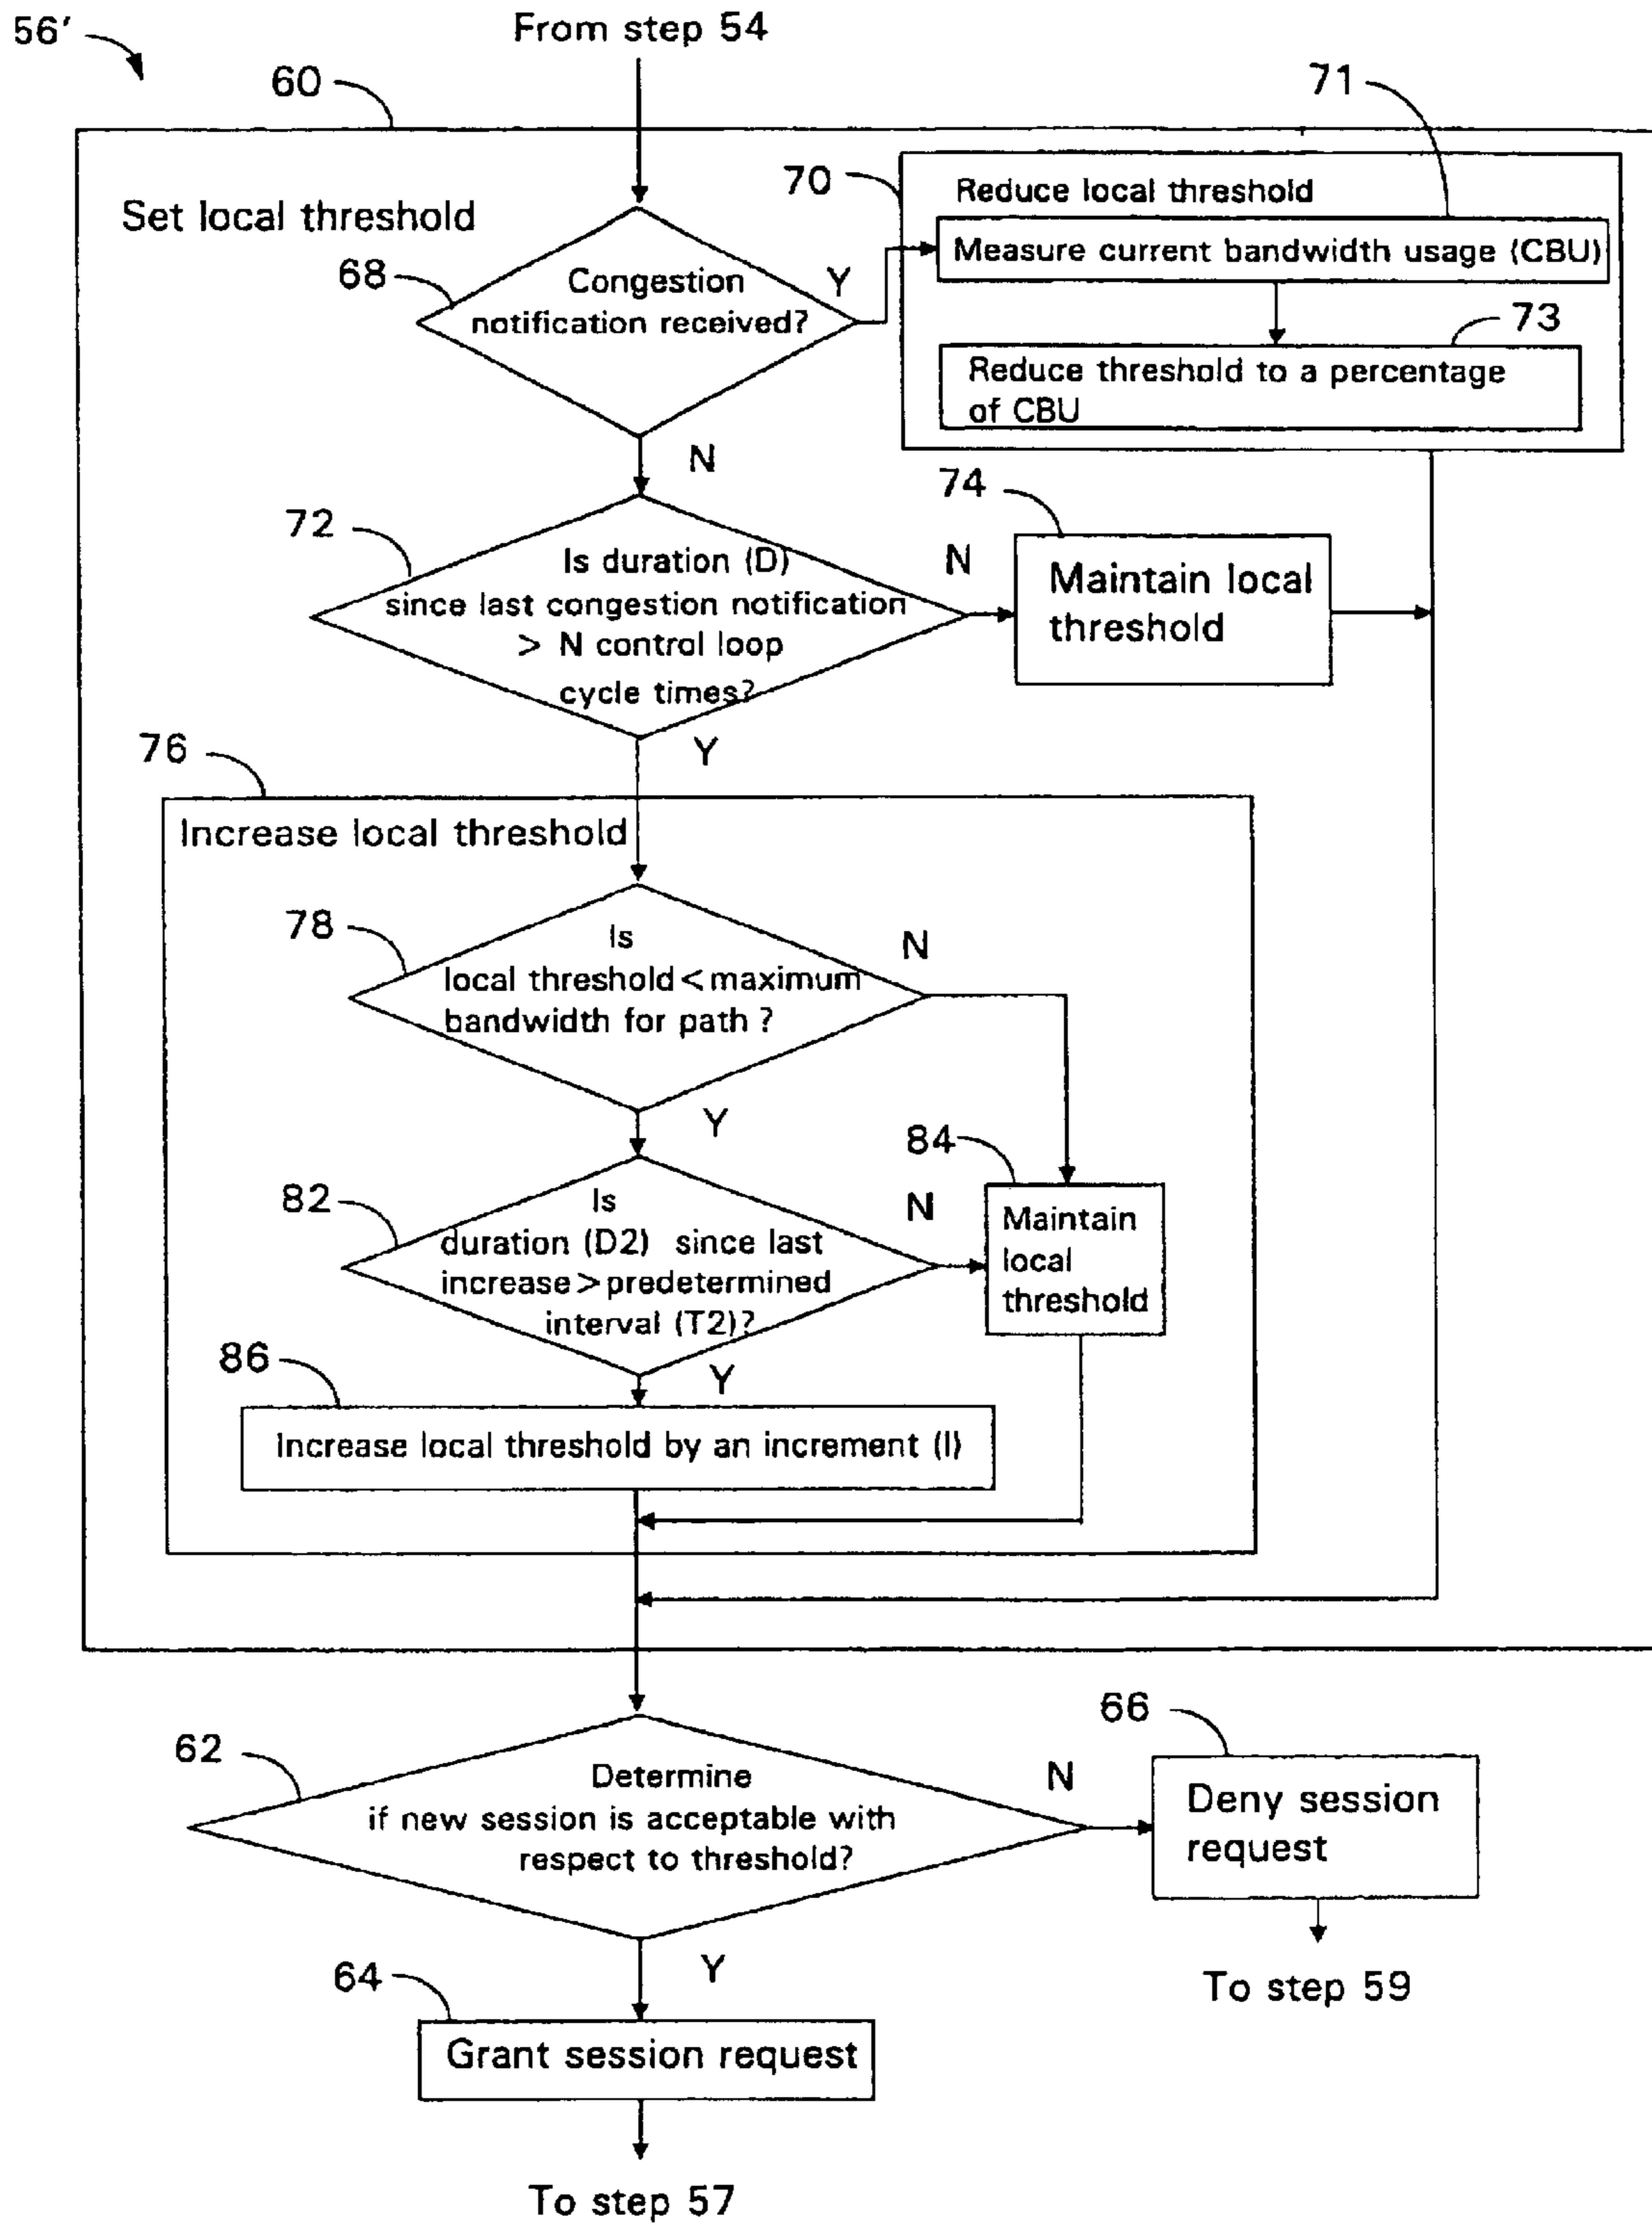 56'
From step 54
60
71
Set local threshold
70
Reduce local threshold
Measure current bandwidth usage (CBU)
68
Congestion
notification received?
Y
73
Reduce threshold to a percentage
of CBU
N
74
72
Is duration (D)
since last congestion notification
> N control loop
cycle times?
N
Maintain local
threshold
Y
76
Increase local threshold
78
Is
local threshold < maximum
bandwidth for path ?
N
Y
84
82
Is
duration (D2) since last
increase > predetermined
interval (T2)?
N
Maintain
local
threshold
86
Y
Increase local threshold by an increment (I)
66
62
Determine
if new session is acceptable with
respect to threshold?
N
Deny session
request
Y
64
To step 59
Grant session request
To step 57